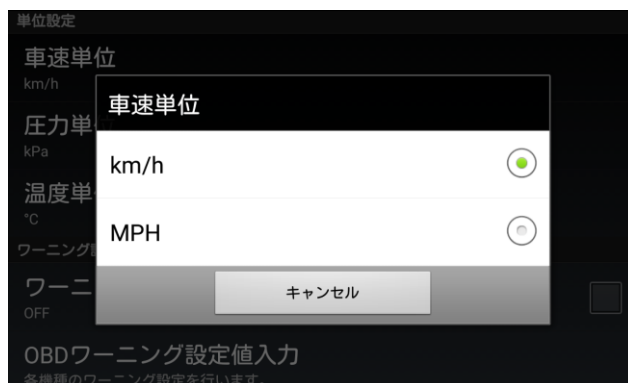 単位設定
車速単位
km/h
車速単位
圧力単
kPa
km/h
温度単
°C
MPH
ワーニング
ワーニ
OFF
キャンセル
OBDワーニング設定値入力
各機種のワーニング設定を行います。